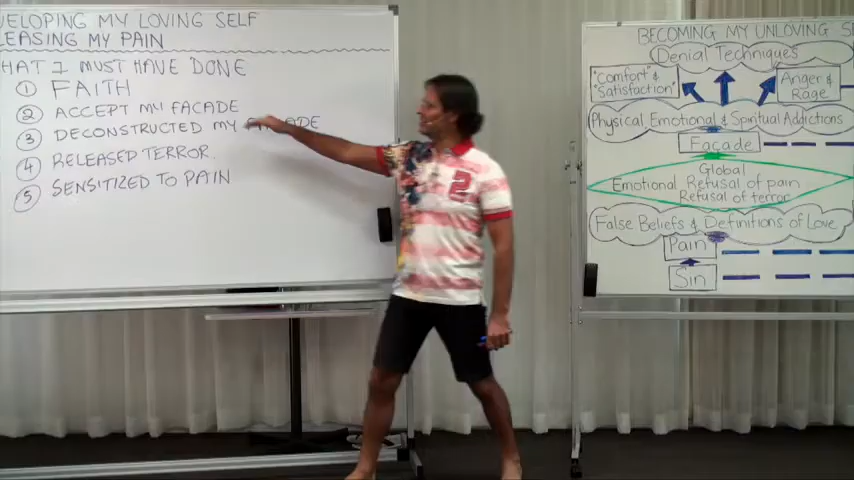 VELOPING MY LOVING SELF
LEASING MY PAIN
HAT I MUST HAVE DONE
1 FAITH
2 ACCEPT MY FACADE
3 DECONSTRUCTED MY FACADE
4 RELEASED TERROR.
5 SENSITIZED TO PAIN
2
BECOMING MY UNLOVING S
Denial Techniques
"Comfort" &
"Satisfaction"
Anger &
Rage
Physical Emotional & Spiritual Addictions
Façade
Global
Emotional Refusal of pain
Refusal of terror
False Beliefs & Definitions of Love
Pain
Sin